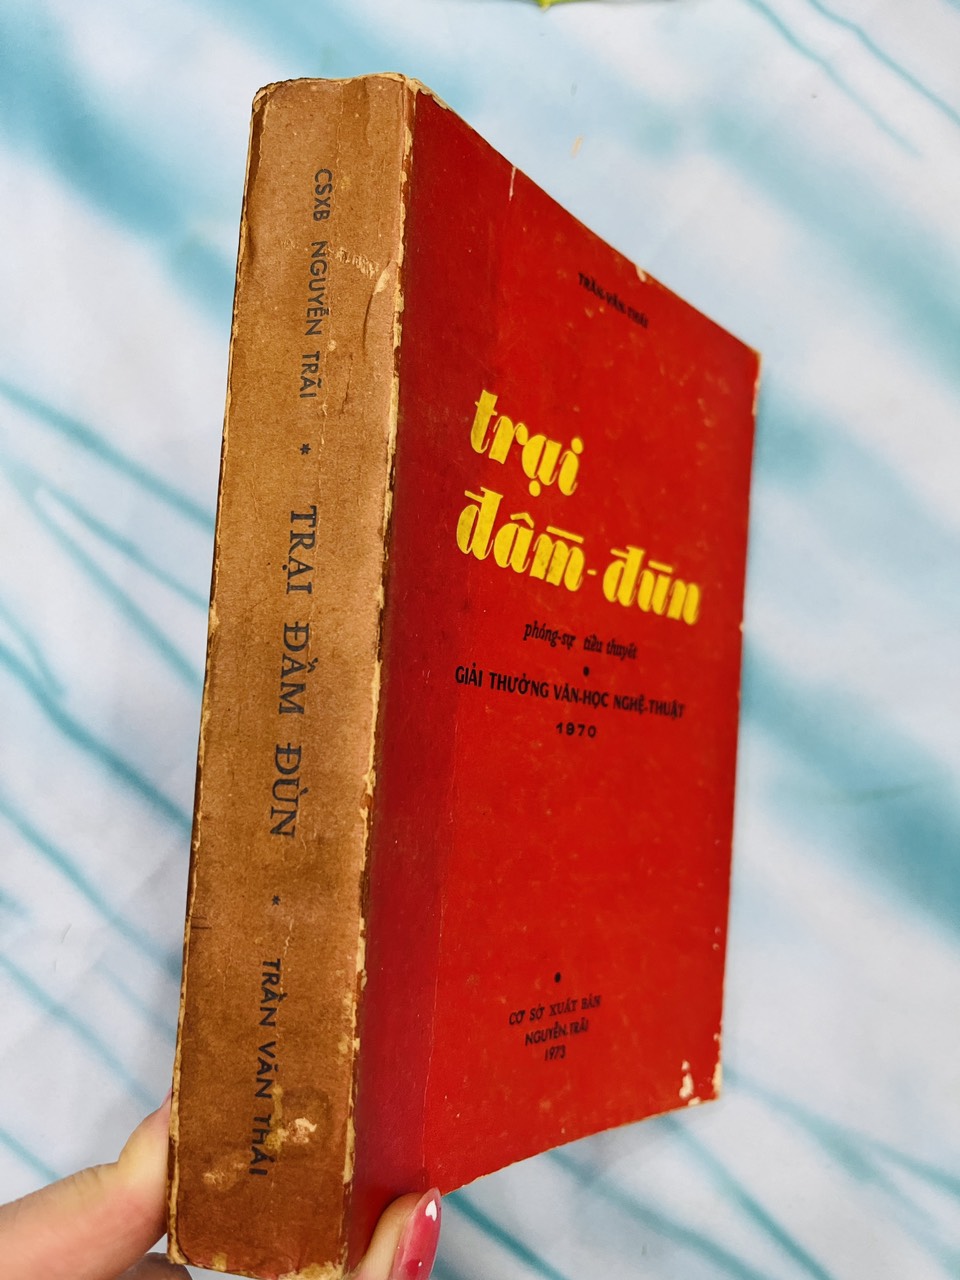 CSXB NGUYỄN TRÃI * TRẠI ĐẦM ĐÙN * TRẦN VĂN THÁI
TRẦN-VĂN-THÁI
trại
đầm-đùn
phóng-sự tiểu thuyết
GIẢI THƯỞNG VĂN-HỌC NGHỆ-THUẬT
1970
CƠ SỞ XUẤT BẢN
NGUYỄN-TRÃI
1973